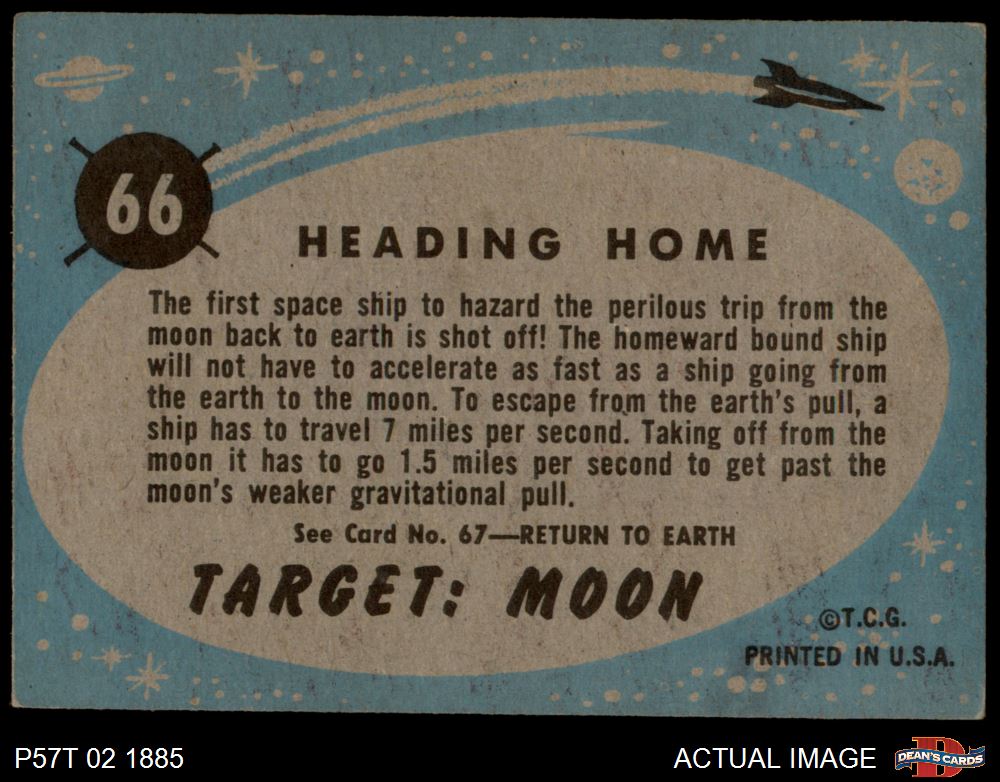 66
HEADING HOME
The first space ship to hazard the perilous trip from the
moon back to earth is shot off! The homeward bound ship
will not have to accelerate as fast as a ship going from
the earth to the moon. To escape from the earth's pull, a
ship has to travel 7 miles per second. Taking off from the
moon it has to go 1.5 miles per second to get past the
moon's weaker gravitational pull.
See Card No. 67—RETURN TO EARTH
TARGET: MOON
©T.C.G.
PRINTED IN U.S.A.
P57T 02 1885
ACTUAL IMAGE
D
DEAN'S CARDS